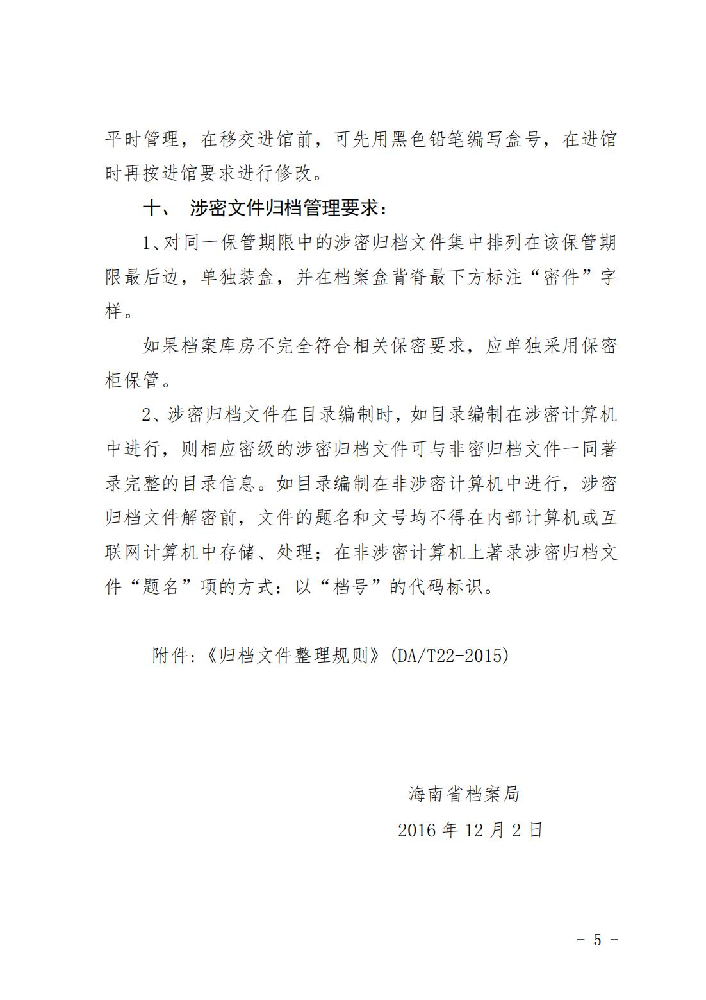 平时管理，在移交进馆前，可先用黑色铅笔编写盒号，在进馆
时再按进馆要求进行修改。
十、 涉密文件归档管理要求：
1、对同一保管期限中的涉密归档文件集中排列在该保管期
限最后边，单独装盒，并在档案盒背脊最下方标注“密件”字
样。
如果档案库房不完全符合相关保密要求，应单独采用保密
柜保管。
2、涉密归档文件在目录编制时，如目录编制在涉密计算机
中进行，则相应密级的涉密归档文件可与非密归档文件一同著
录完整的目录信息。如目录编制在非涉密计算机中进行，涉密
归档文件解密前，文件的题名和文号均不得在内部计算机或互
联网计算机中存储、处理；在非涉密计算机上著录涉密归档文
件“题名”项的方式：以“档号”的代码标识。
附件:《归档文件整理规则》(DA/T22-2015)
海南省档案局
2016 年 12 月 2 日
- 5 -